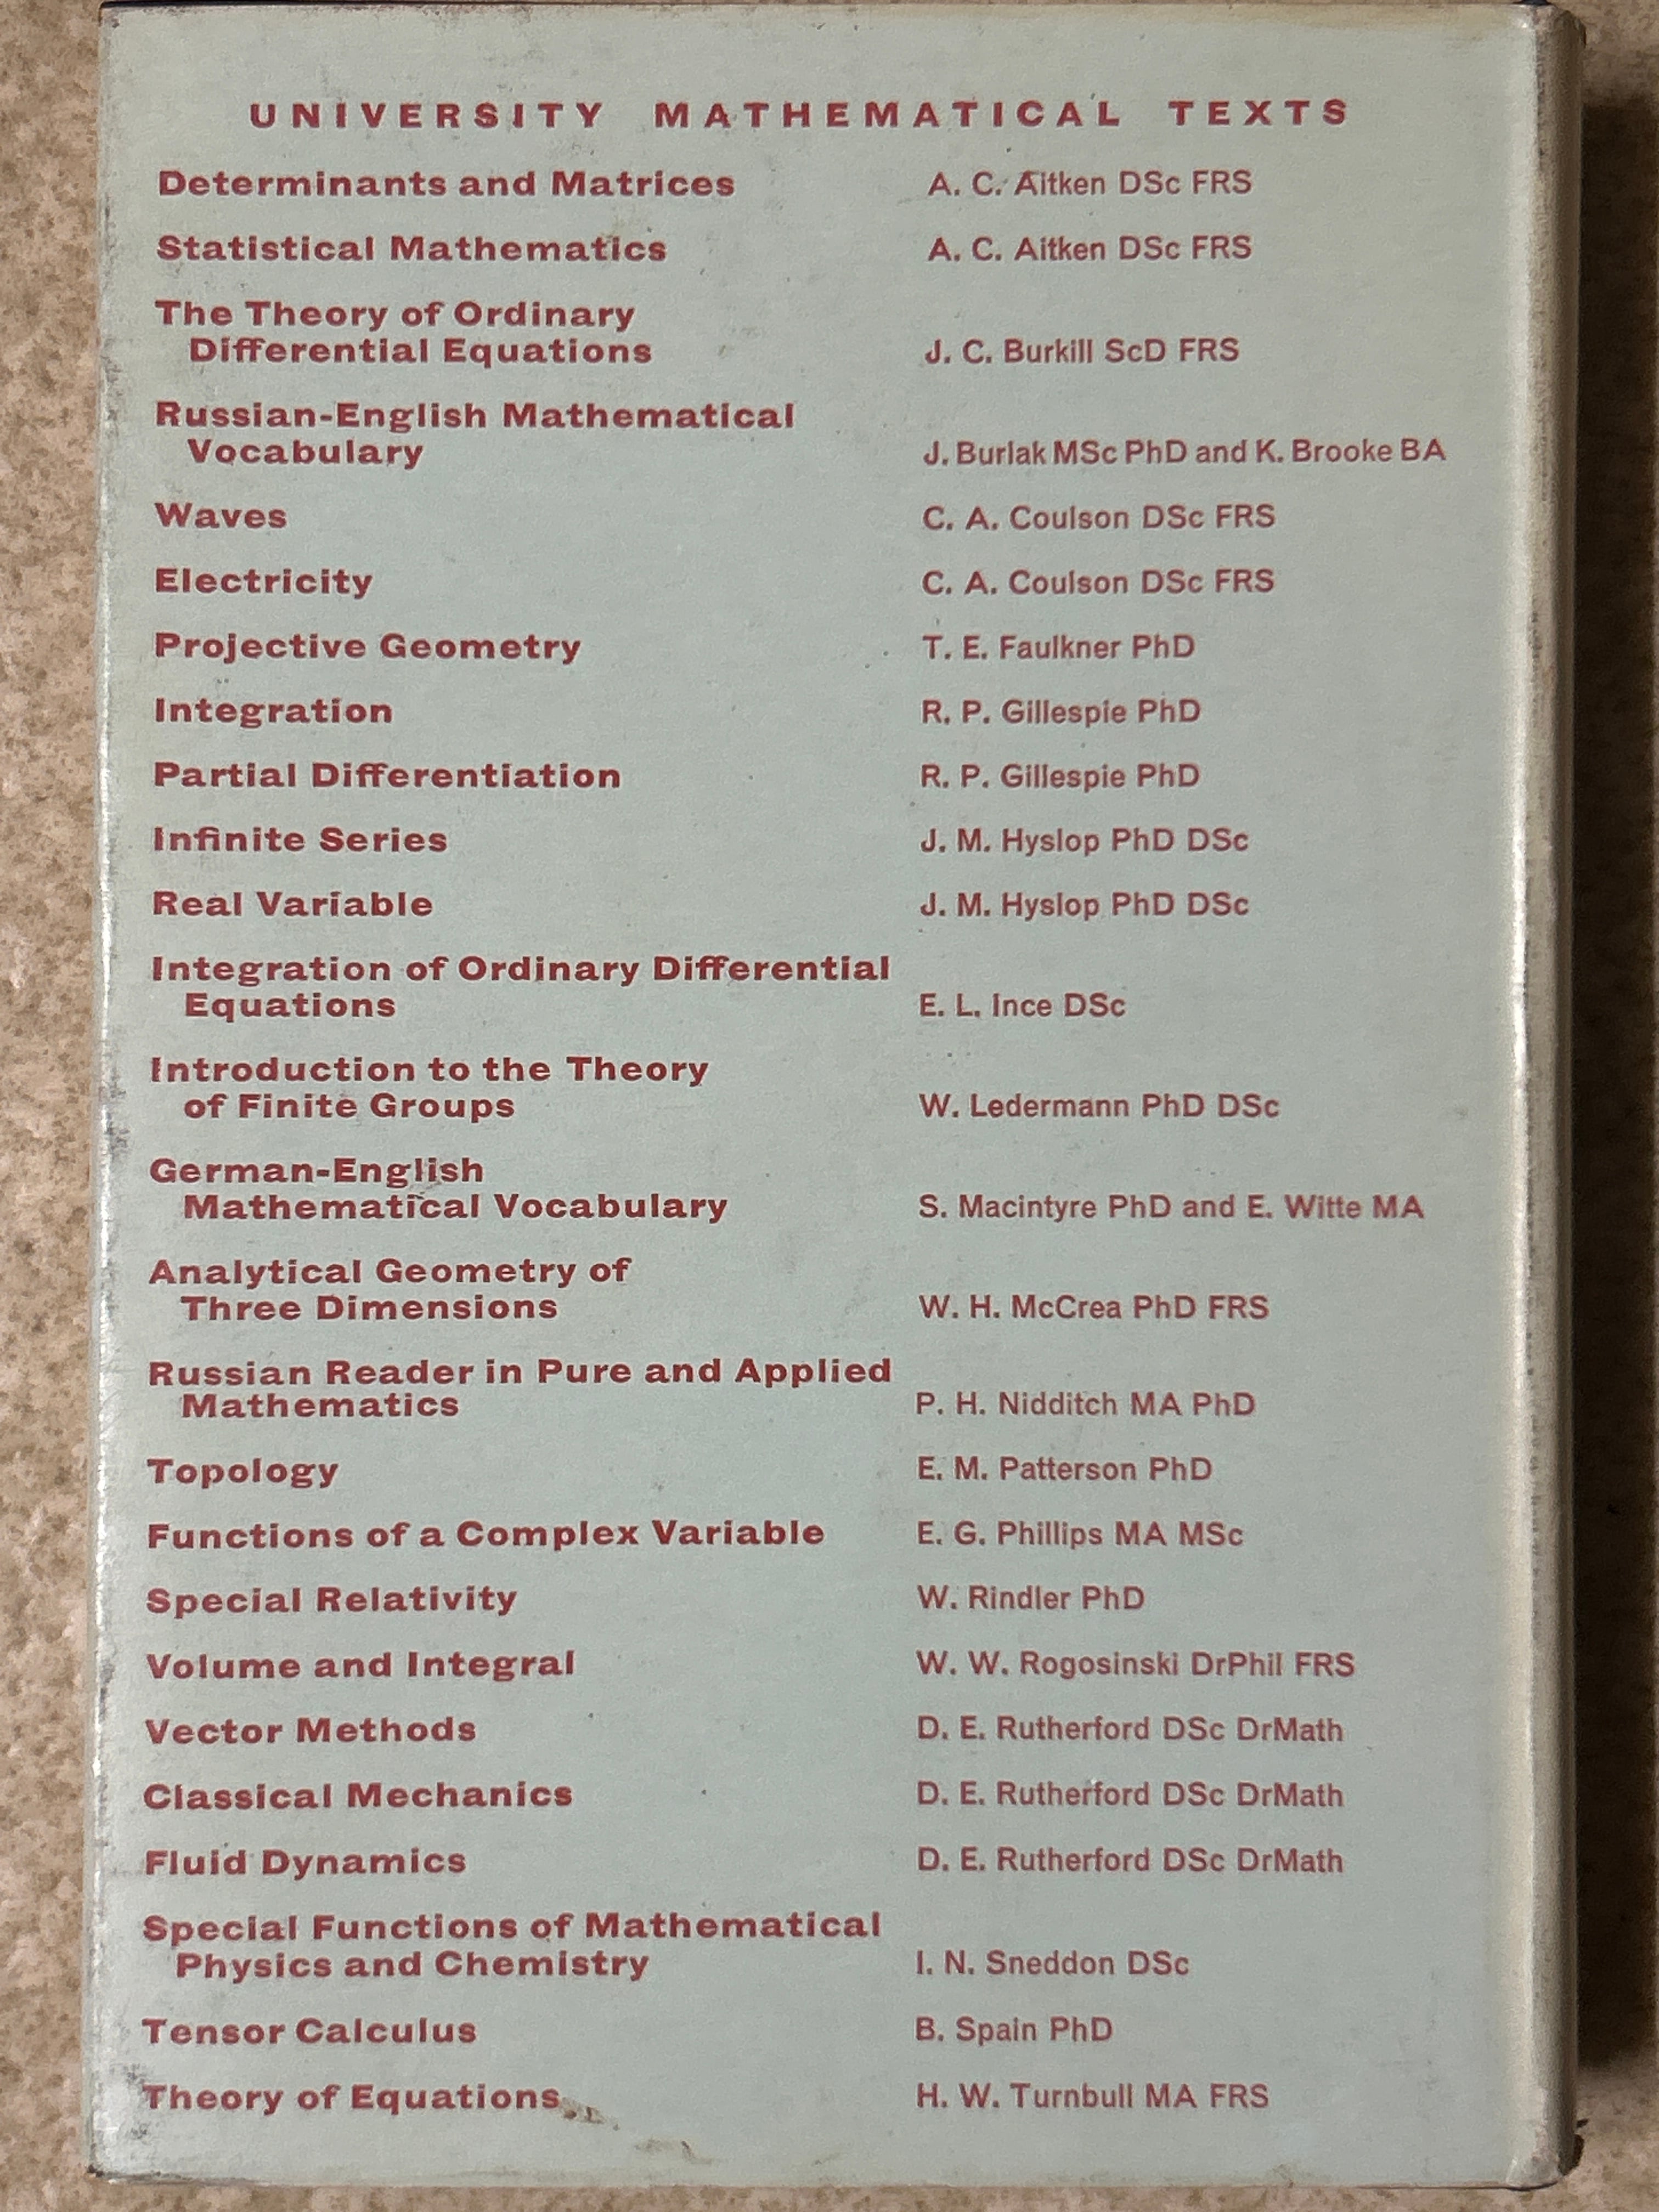 UNIVERSITY MATHEMATICAL TEXTS
Determinants and Matrices A. C. Aitken DSc FRS
Statistical Mathematics A. C. Aitken DSc FRS
The Theory of Ordinary
Differential Equations J. C. Burkill ScD FRS
Russian-English Mathematical
Vocabulary J. Burlak MSc PhD and K. Brooke BA
Waves C. A. Coulson DSc FRS
Electricity C. A. Coulson DSc FRS
Projective Geometry T. E. Faulkner PhD
Integration R. P. Gillespie PhD
Partial Differentiation R. P. Gillespie PhD
Infinite Series J. M. Hyslop PhD DSc
Real Variable J. M. Hyslop PhD DSc
Integration of Ordinary Differential
Equations E. L. Ince DSc
Introduction to the Theory
of Finite Groups W. Ledermann PhD DSc
German-English
Mathematical Vocabulary S. Macintyre PhD and E. Witte MA
Analytical Geometry of
Three Dimensions W. H. McCrea PhD FRS
Russian Reader in Pure and Applied
Mathematics P. H. Nidditch MA PhD
Topology E. M. Patterson PhD
Functions of a Complex Variable E. G. Phillips MA MSc
Special Relativity W. Rindler PhD
Volume and Integral W. W. Rogosinski DrPhil FRS
Vector Methods D. E. Rutherford DSc DrMath
Classical Mechanics D. E. Rutherford DSc DrMath
Fluid Dynamics D. E. Rutherford DSc DrMath
Special Functions of Mathematical
Physics and Chemistry I. N. Sneddon DSc
Tensor Calculus B. Spain PhD
Theory of Equations H. W. Turnbull MA FRS